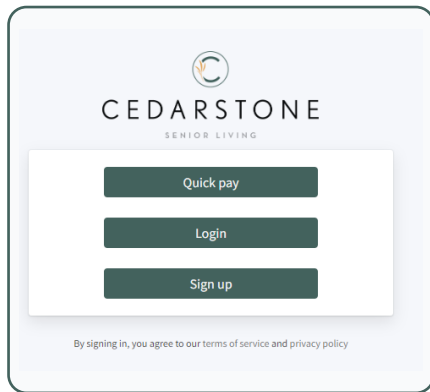 C
CEDARSTONE
SENIOR LIVING
Quick pay
Login
Sign up
By signing in, you agree to our terms of service and privacy policy